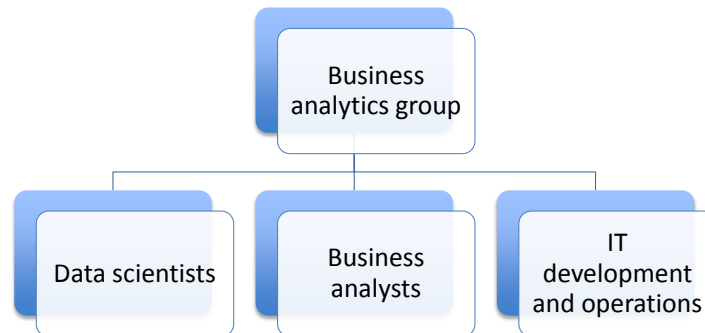 Business
analytics group
Data scientists
Business
analysts
IT
development
and operations